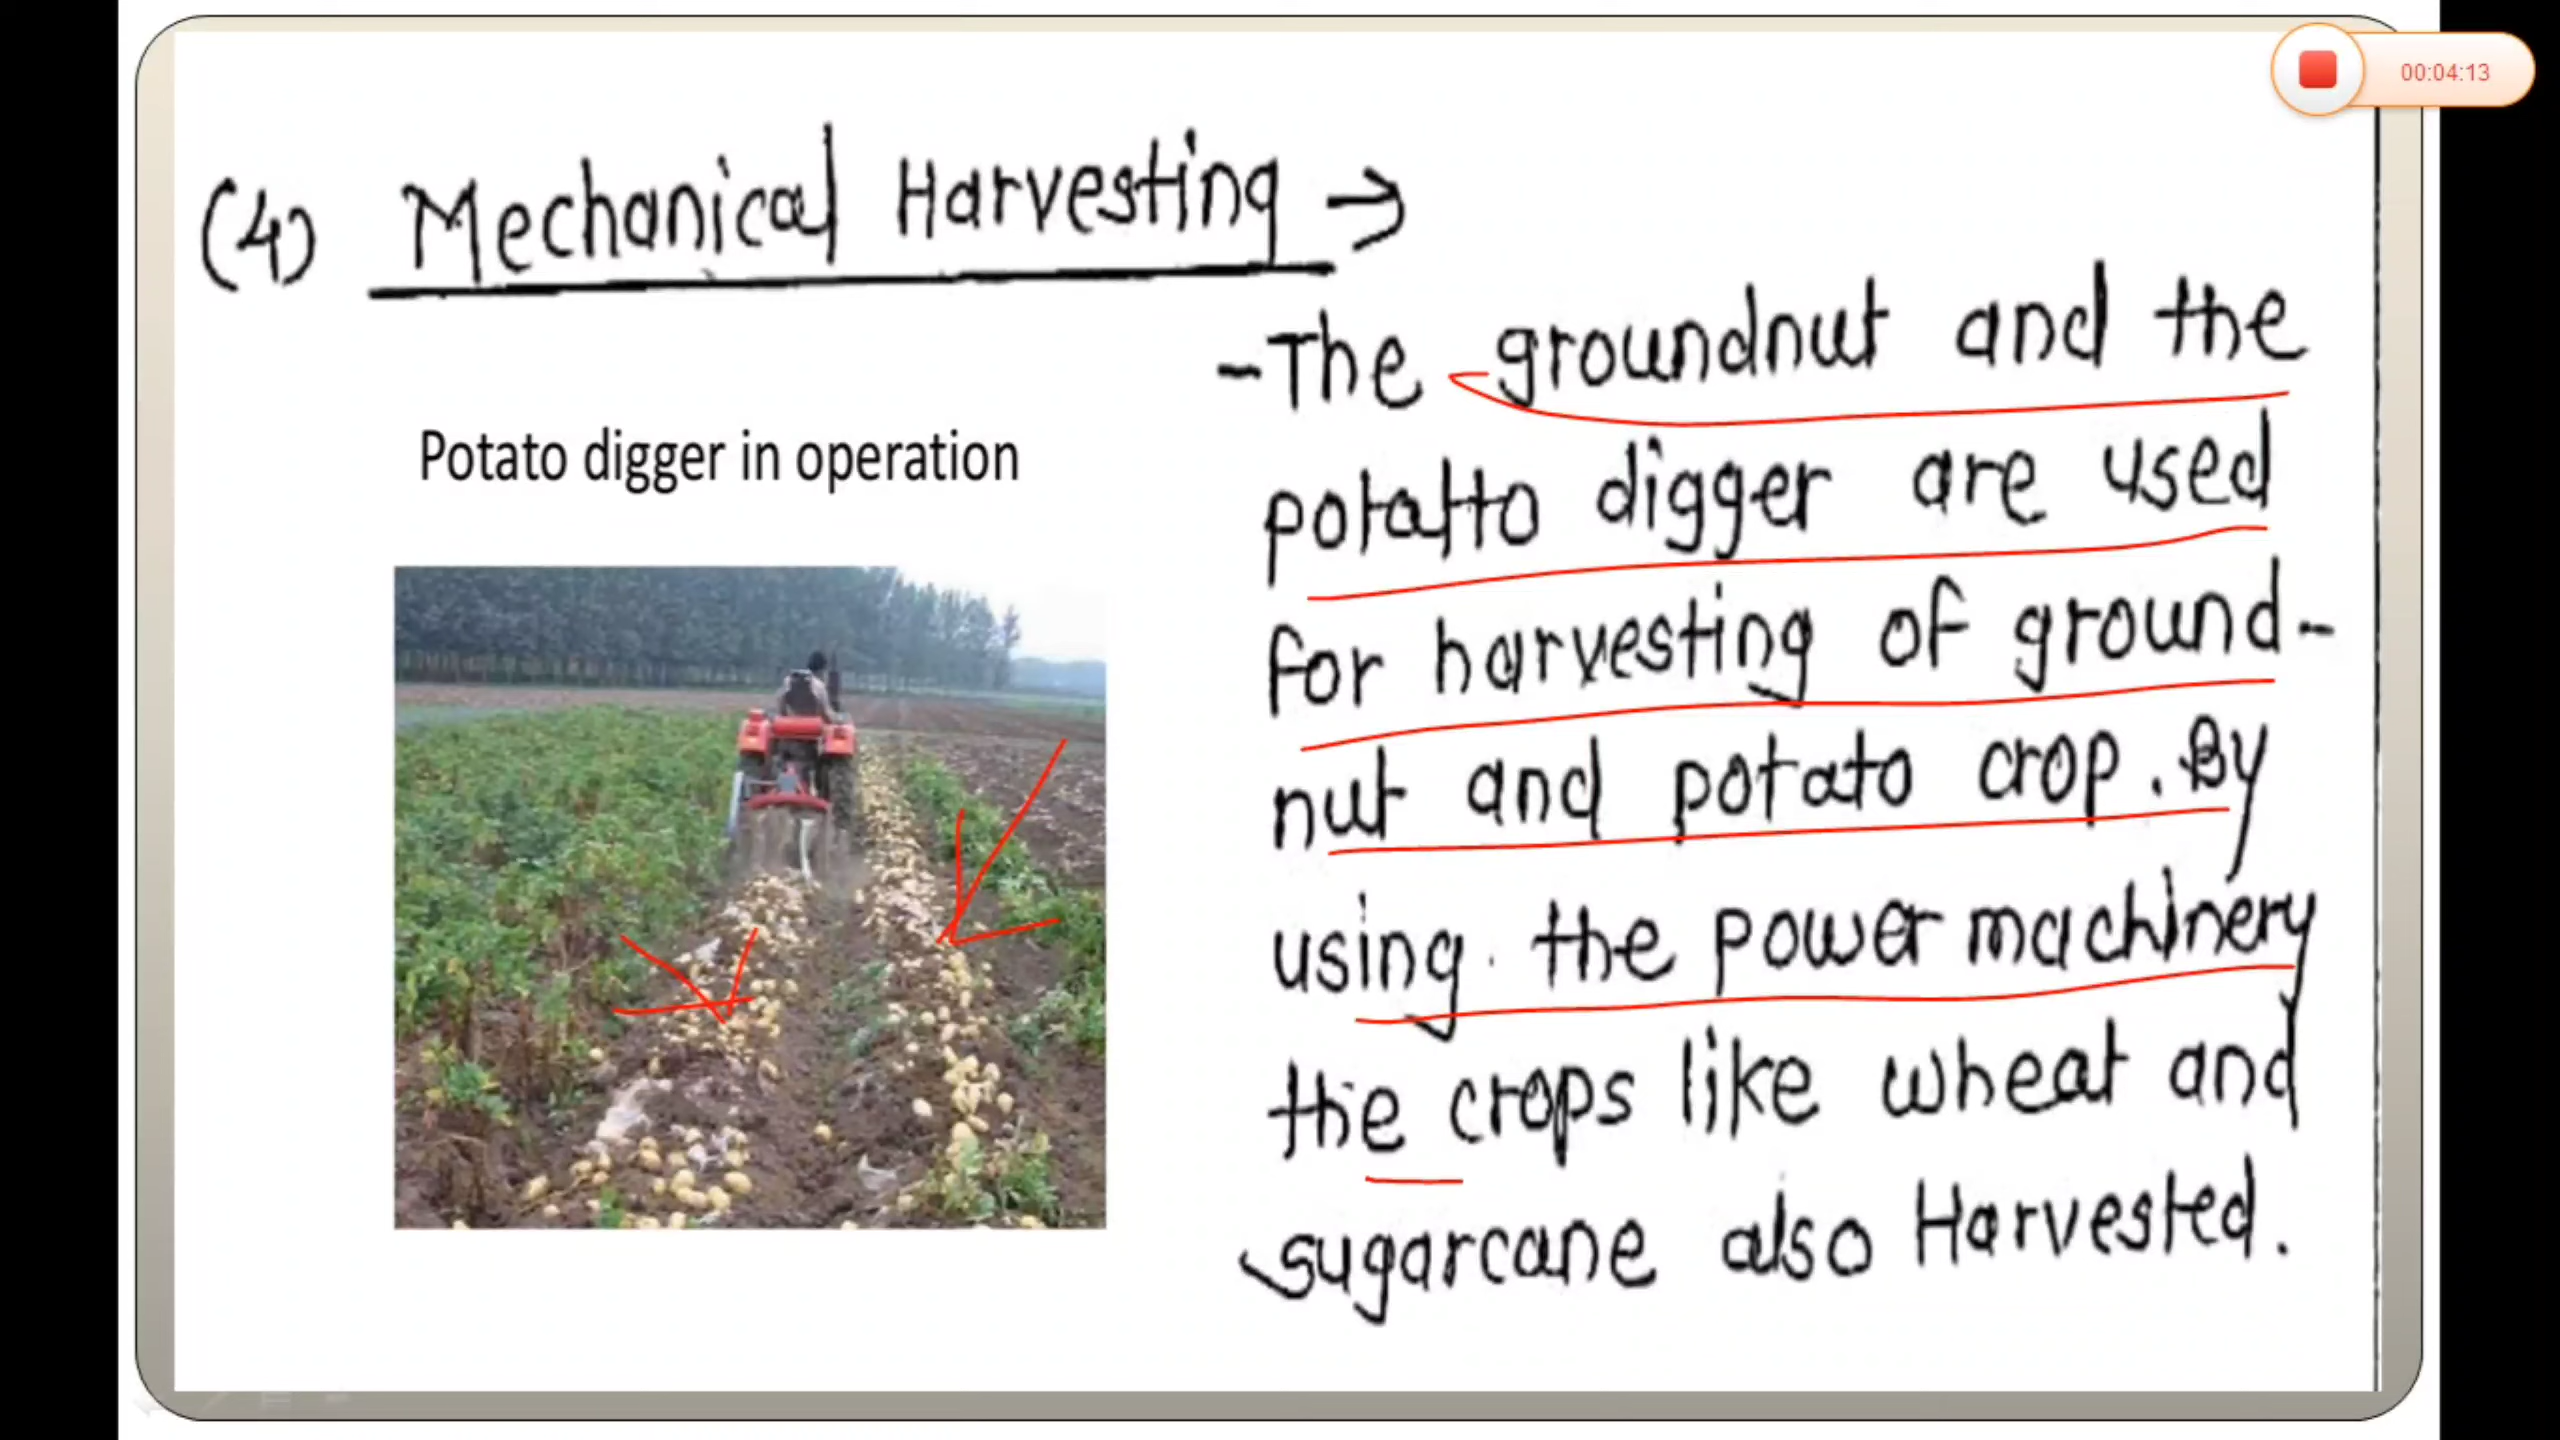 00:04:13
(4) Mechanical Harvesting →
Potato digger in operation
-The groundnut and the
potatto digger are used
for harvesting of ground-
nut and potato crop. By
using the power machinery
the crops like wheat and
sugarcane also Harvested.